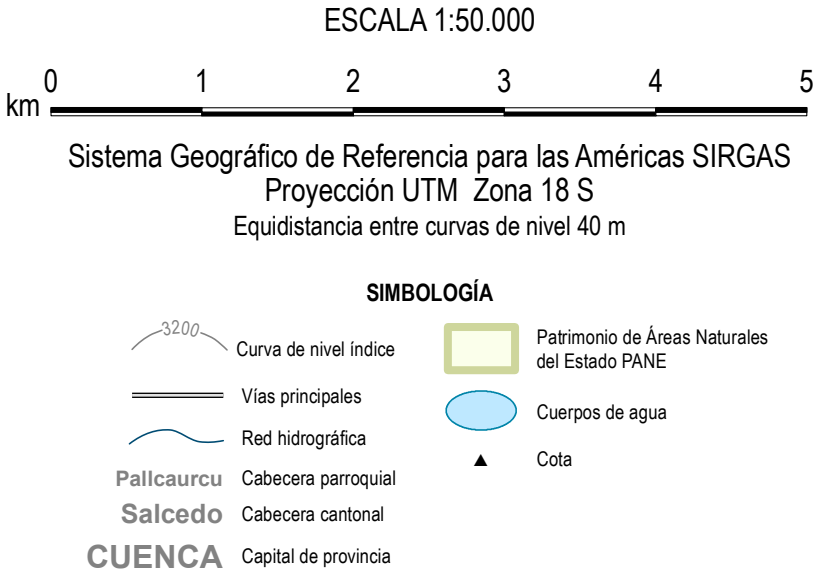 ESCALA 1:50.000
0 1 2 3 4 5
km
Sistema Geográfico de Referencia para las Américas SIRGAS
Proyección UTM Zona 18 S
Equidistancia entre curvas de nivel 40 m
SIMBOLOGÍA
3200
Curva de nivel índice
Vías principales
Red hidrográfica
Pallcaurcu Cabecera parroquial
Salcedo Cabecera cantonal
CUENCA Capital de provincia
Patrimonio de Áreas Naturales
del Estado PANE
Cuerpos de agua
Cota